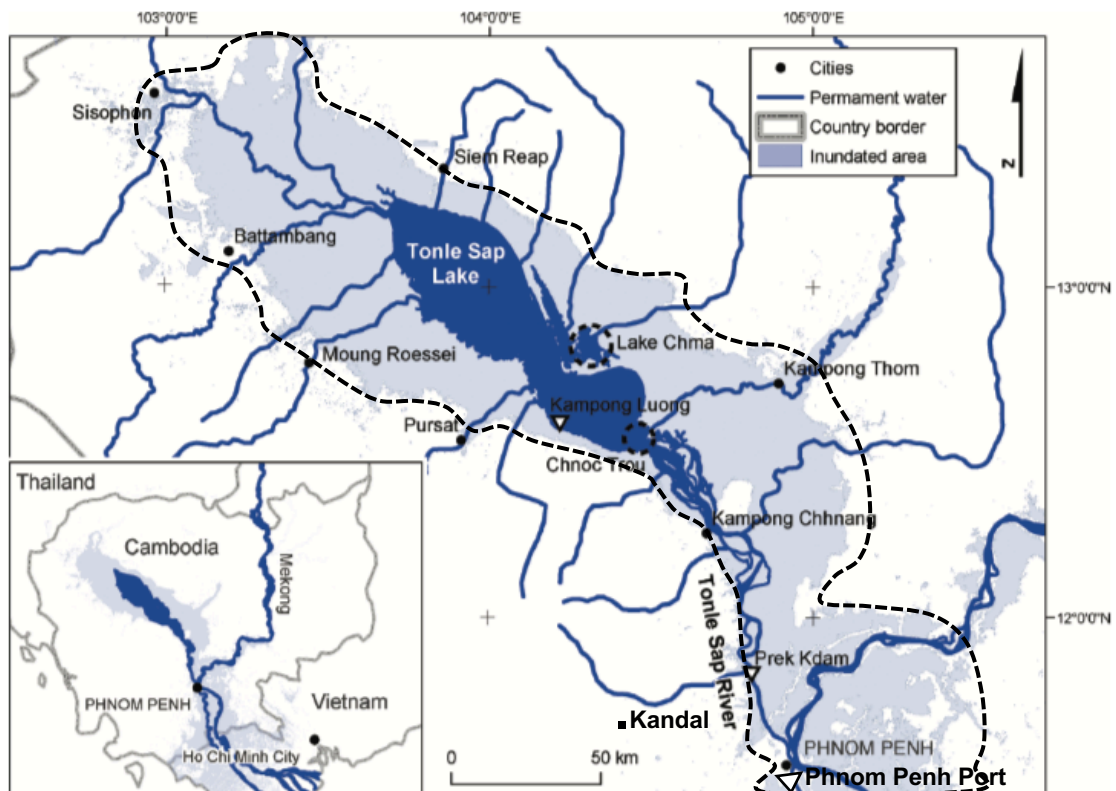 103°0'0"E
104°0'0"E
105°0'0"E
Cities
Permament water
Country border
Inundated area
N
Sisophon
Siem Reap
Battambang
Tonle Sap
Lake
13°0'0"N
Lake Chma
Moung Roessei
Kampong Thom
Kampong Luong
Pursat
Chnoc Trou
Kampong Chhnang
Tonle Sap River
12°0'0"N
Prek Kdam
Kandal
PHNOM PENH
Phnom Penh Port
0 50 km
Thailand
Cambodia
Mekong
PHNOM PENH
Vietnam
Ho Chi Minh City